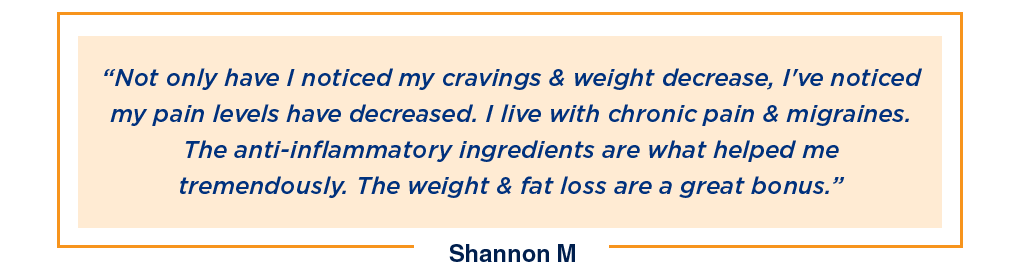 “Not only have I noticed my cravings & weight decrease, I've noticed
my pain levels have decreased. I live with chronic pain & migraines.
The anti-inflammatory ingredients are what helped me
tremendously. The weight & fat loss are a great bonus.”
Shannon M